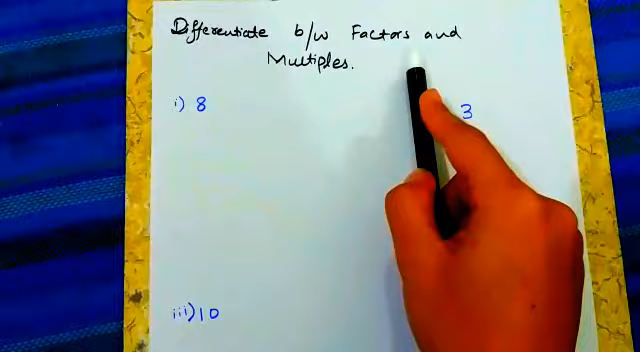 Differentiate b/w Factors and
Multiples.
i) 8
3
iii) 10